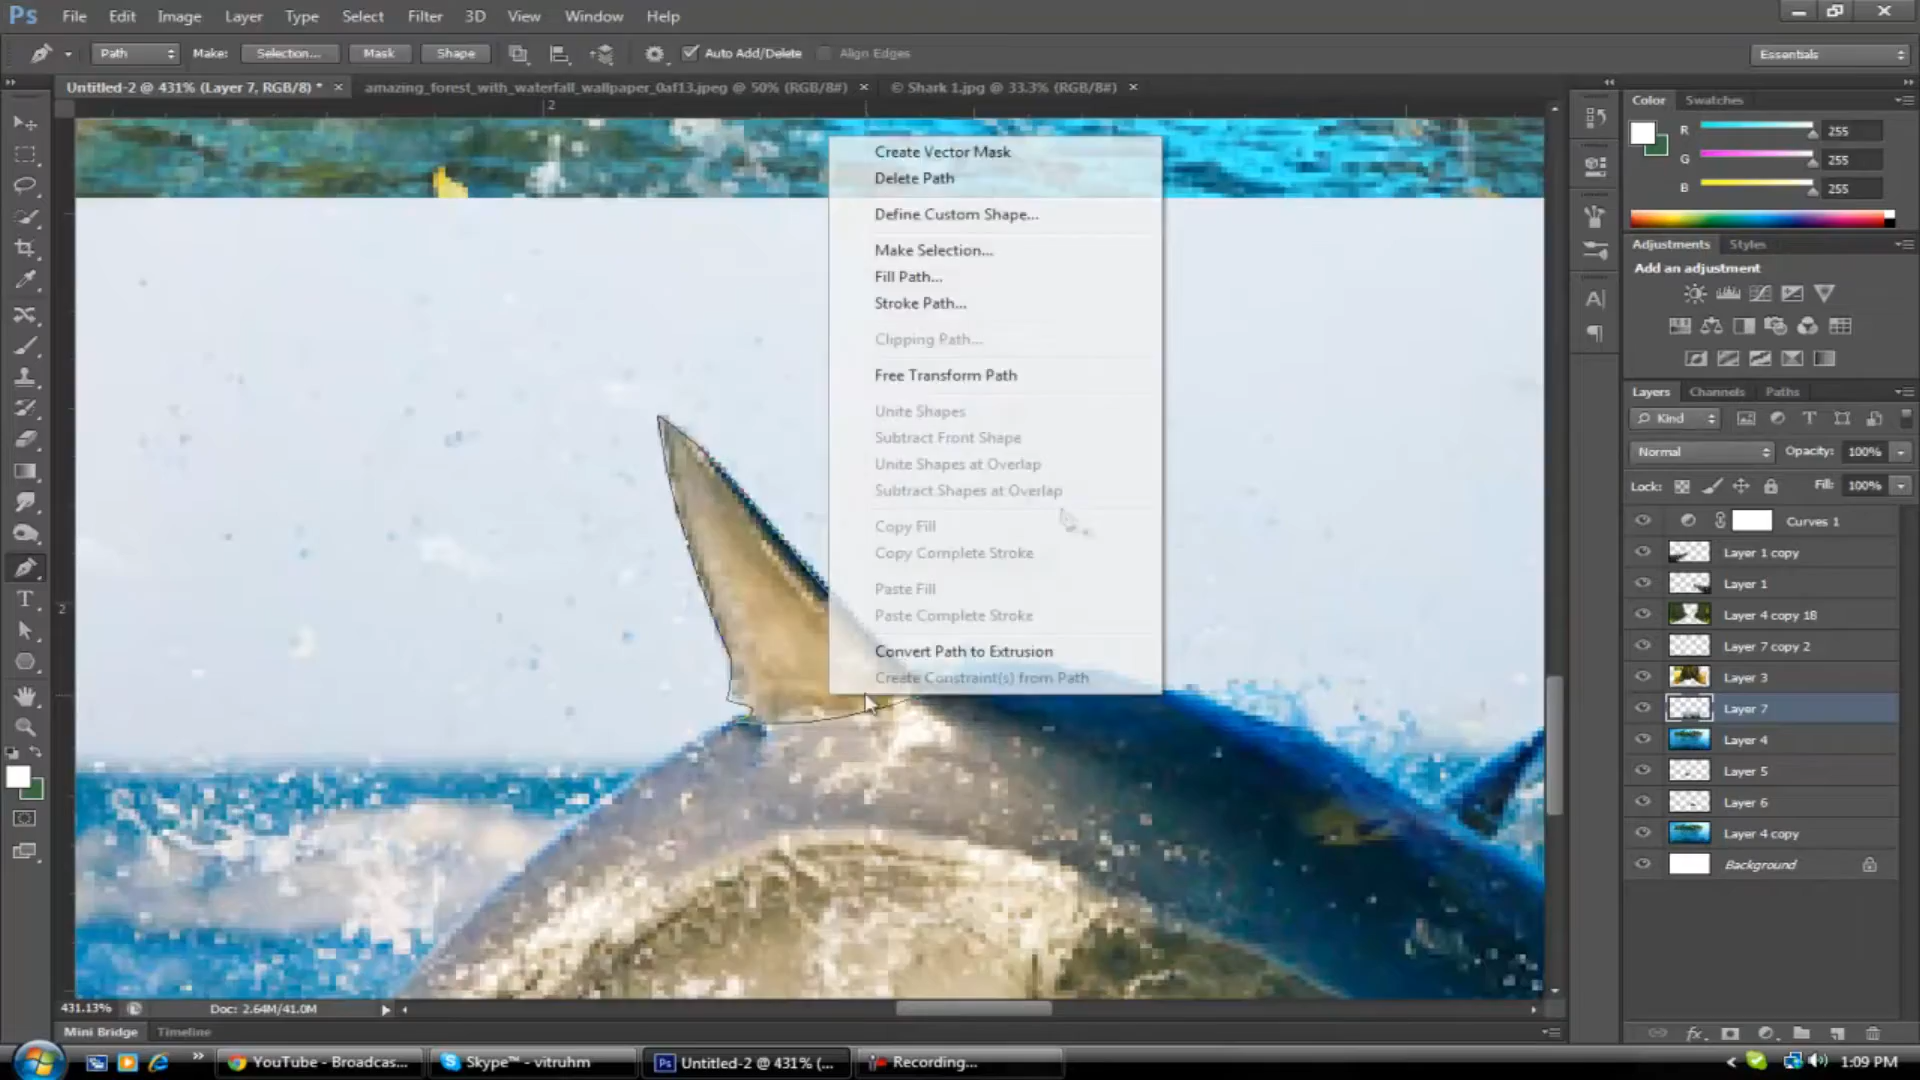 Ps File Edit Image Layer Type Select Filter 3D View Window Help
Path Make: Selection... Mask Shape Auto Add/Delete Align Edges Essentials
Untitled-2 @ 431% (Layer 7, RGB/8) * × amazing_forest_with_waterfall_wallpaper_0af13.jpeg @ 50% (RGB/8#) × © Shark 1.jpg @ 33.3% (RGB/8#) ×
2
2
Create Vector Mask
Delete Path
Define Custom Shape...
Make Selection...
Fill Path...
Stroke Path...
Clipping Path...
Free Transform Path
Unite Shapes
Subtract Front Shape
Unite Shapes at Overlap
Subtract Shapes at Overlap
Copy Fill
Copy Complete Stroke
Paste Fill
Paste Complete Stroke
Convert Path to Extrusion
Create Constraint(s) from Path
Color Swatches
R 255
G 255
B 255
Adjustments Styles
Add an adjustment
Layers Channels Paths
Kind
Normal Opacity: 100%
Lock: Fill: 100%
Curves 1
Layer 1 copy
Layer 1
Layer 4 copy 18
Layer 7 copy 2
Layer 3
Layer 7
Layer 4
Layer 5
Layer 6
Layer 4 copy
Background
431.13% Doc: 2.64M/41.0M
Mini Bridge Timeline
YouTube - Broadcas... Skype™ - vitruhm Ps Untitled-2 @ 431% (... Recording... 1:09 PM